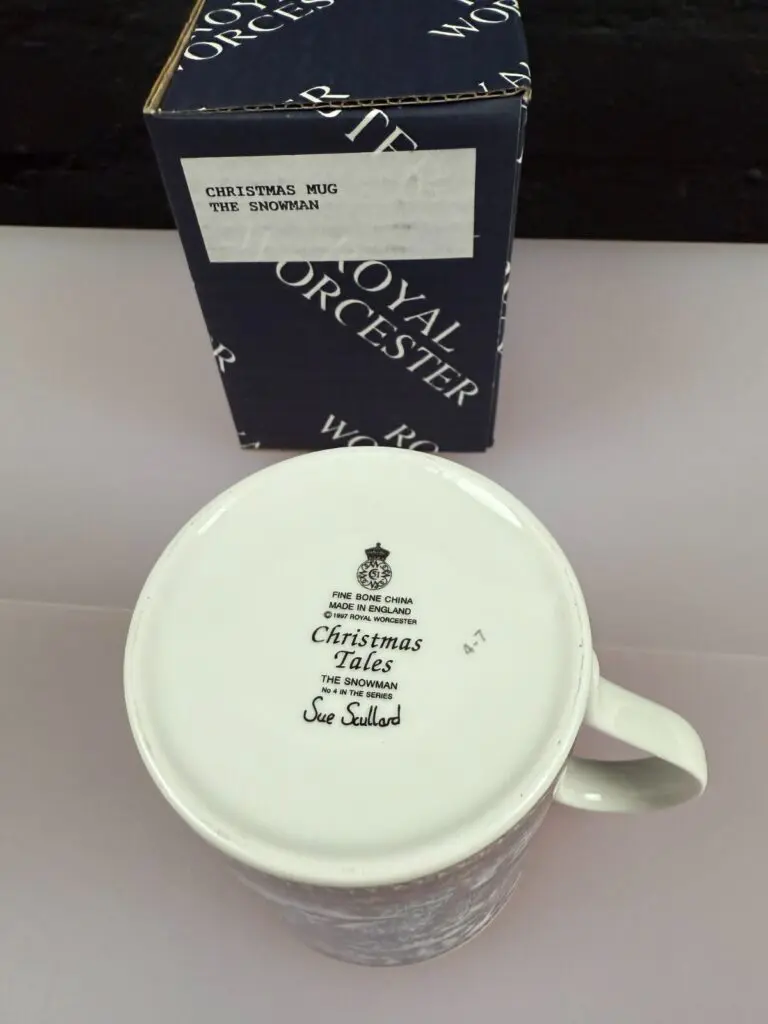 ROYAL
WORCESTER
CHRISTMAS MUG
THE SNOWMAN
ROYAL
WORCESTER
FINE BONE CHINA
MADE IN ENGLAND
© 1997 ROYAL WORCESTER
Christmas
Tales
THE SNOWMAN
No 4 IN THE SERIES
Sue Scullard
4-7